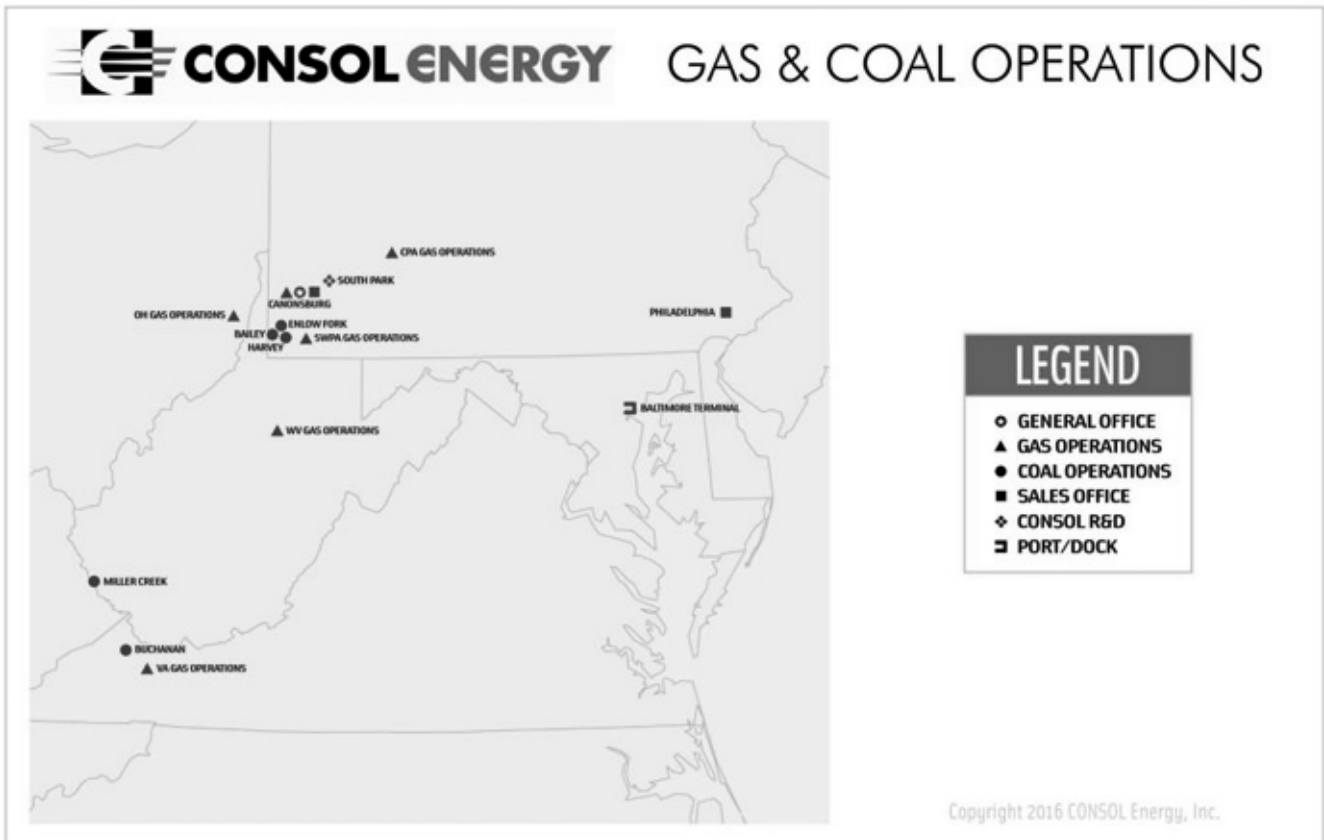 CONSOL ENERGY GAS & COAL OPERATIONS
CPA GAS OPERATIONS
SOUTH PARK
CANONSBURG
OH GAS OPERATIONS
PHILADELPHIA
ENLOW FORK
BAILEY
SWPA GAS OPERATIONS
HARVEY
BALTIMORE TERMINAL
WV GAS OPERATIONS
MILLER CREEK
BUCHANAN
VA GAS OPERATIONS
LEGEND
GENERAL OFFICE
GAS OPERATIONS
COAL OPERATIONS
SALES OFFICE
CONSOL R&D
PORT/DOCK
Copyright 2016 CONSOL Energy, Inc.